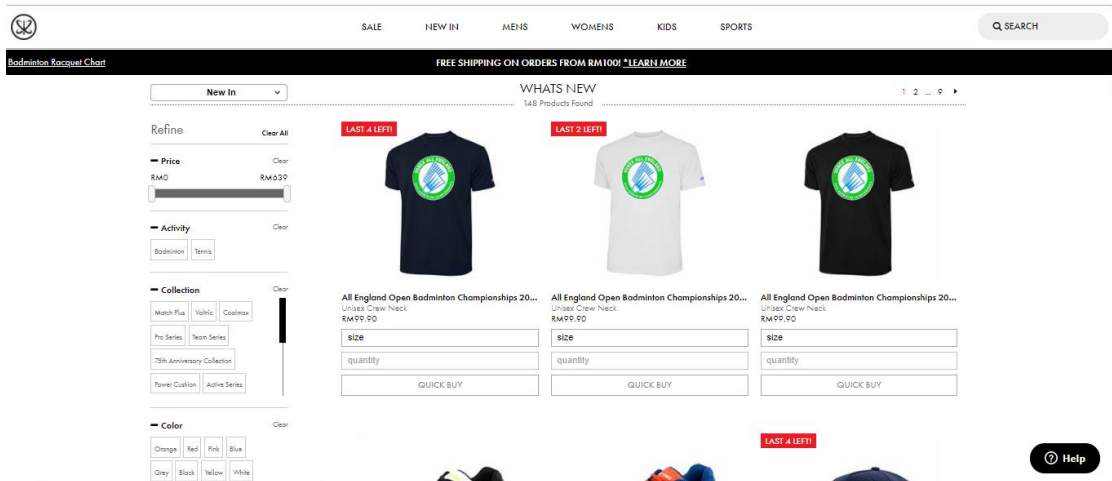 SALE NEW IN MENS WOMENS KIDS SPORTS SEARCH
Badminton Racquet Chart FREE SHIPPING ON ORDERS FROM RM100! *LEARN MORE
New In
WHATS NEW
148 Products Found
1 2 ... 9
Refine Clear All
Price Clear
RM0 RM639
Activity Clear
Badminton Tennis
Collection Clear
Match Plus Voltric Coolmax
Pro Series Team Series
75th Anniversary Collection
Power Cushion Active Series
Color Clear
Orange Red Pink Blue
Grey Black Yellow White
LAST 4 LEFT!
All England Open Badminton Championships 20...
Unisex Crew Neck
RM99.90
size
quantity
QUICK BUY
LAST 2 LEFT!
All England Open Badminton Championships 20...
Unisex Crew Neck
RM99.90
size
quantity
QUICK BUY
All England Open Badminton Championships 20...
Unisex Crew Neck
RM99.90
size
quantity
QUICK BUY
LAST 4 LEFT!
Help